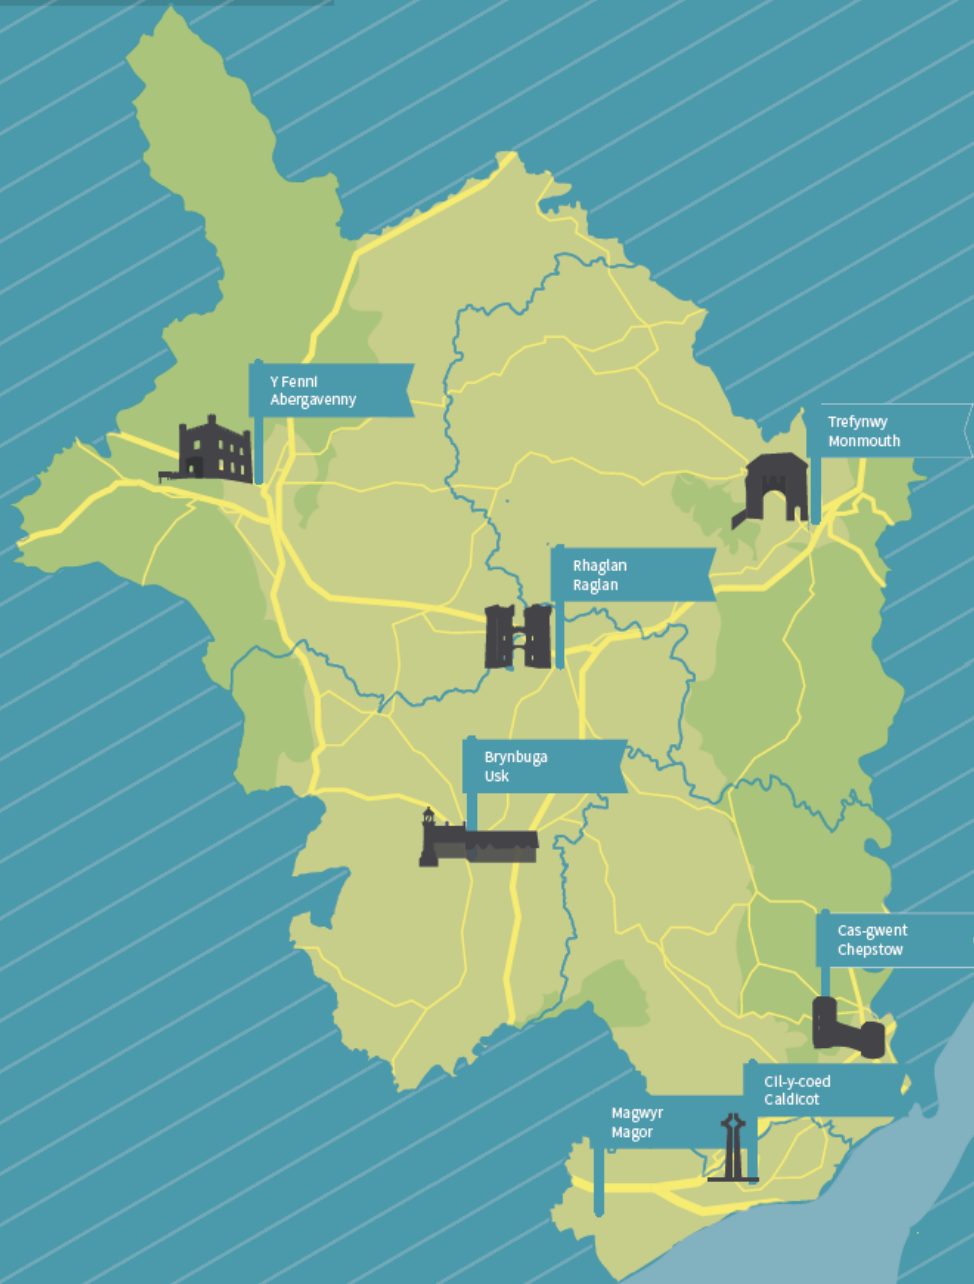 Y Fenni
Abergavenny
Trefynwy
Monmouth
Rhaglan
Raglan
Brynbuga
Usk
Cas-gwent
Chepstow
Cil-y-coed
Caldicot
Magwyr
Magor